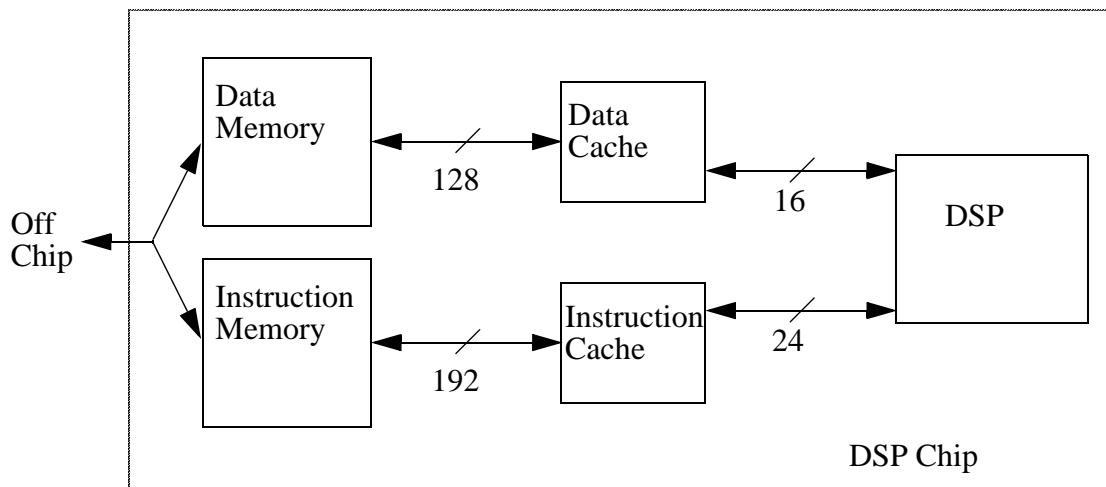 Data
Memory
128
Data
Cache
16
DSP
Off
Chip
Instruction
Memory
192
Instruction
Cache
24
DSP Chip